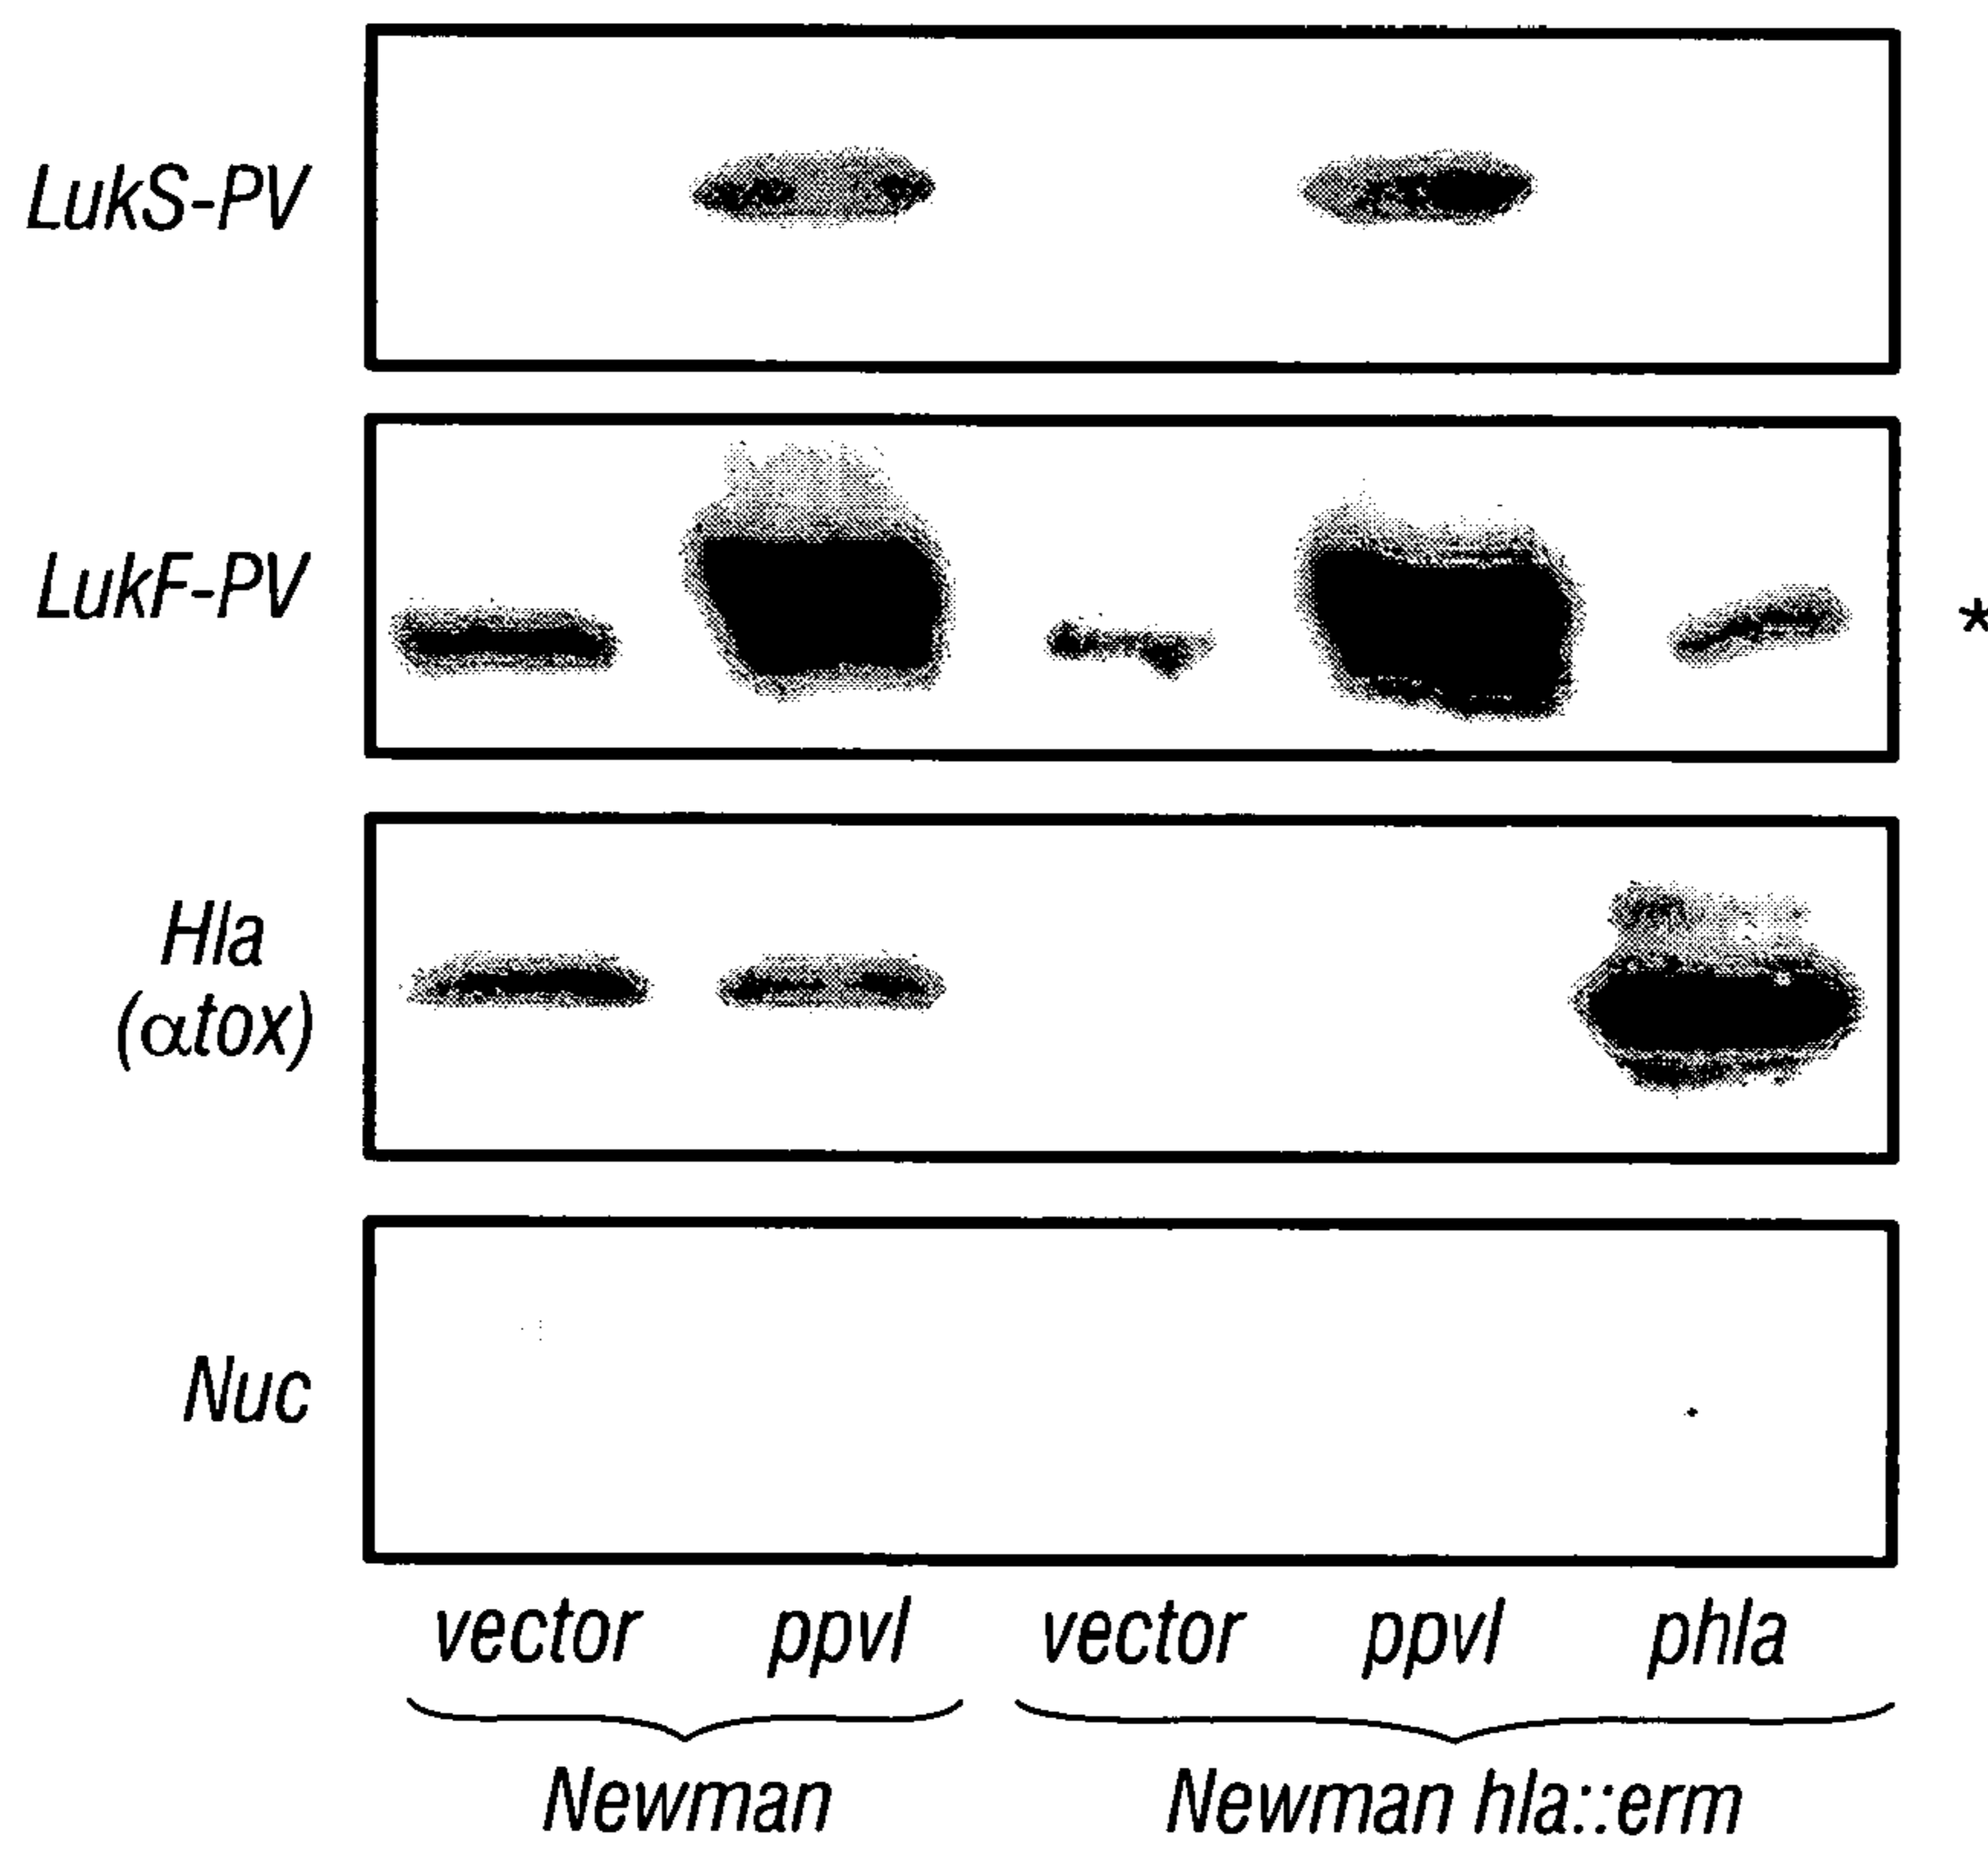 LukS-PV
LukF-PV
*
Hla
(αtox)
Nuc
vector ppvl vector ppvl phla
Newman Newman hla::erm